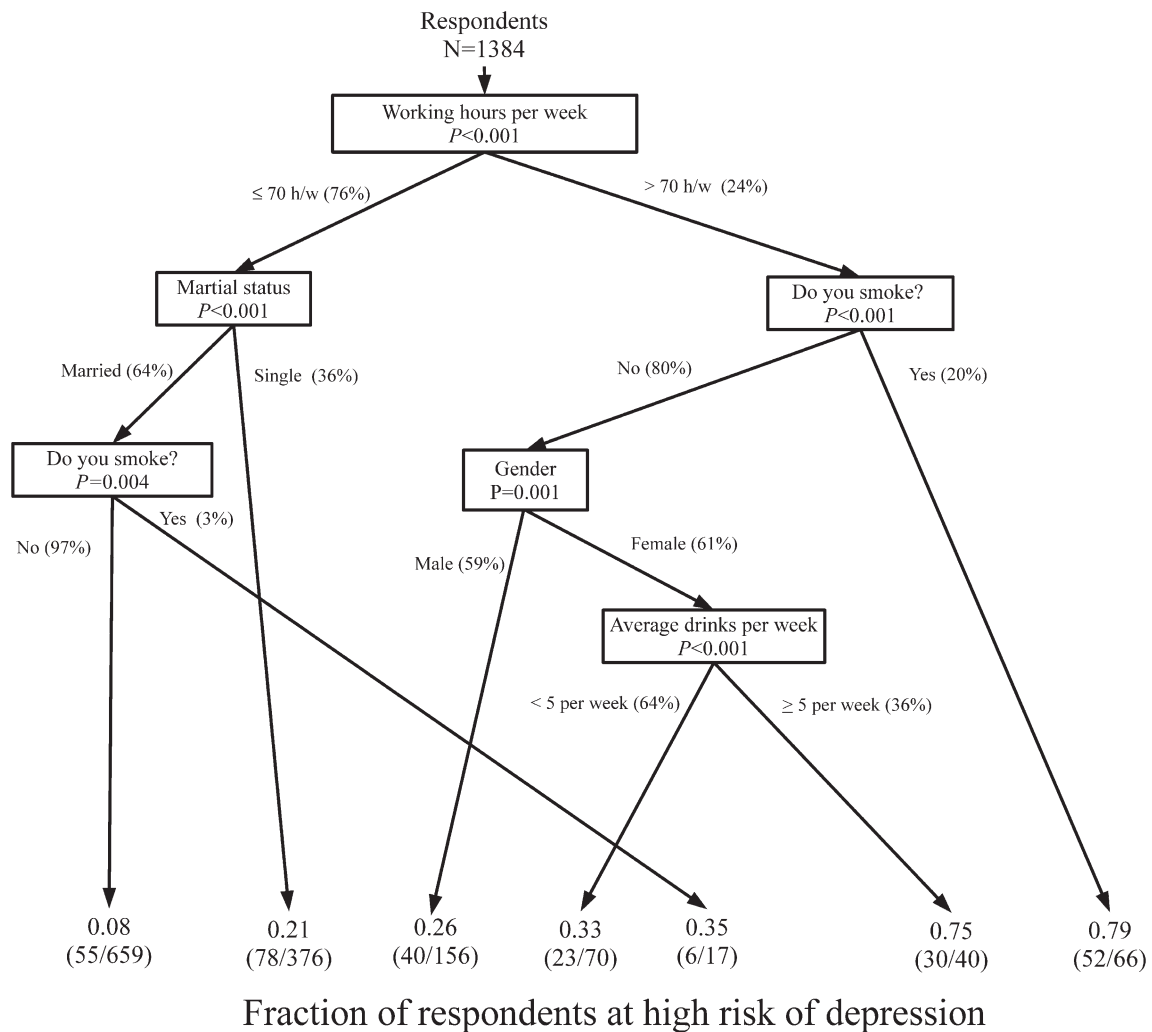 Respondents
N=1384
Working hours per week
P<0.001
≤ 70 h/w (76%)
> 70 h/w (24%)
Martial status
P<0.001
Do you smoke?
P<0.001
Married (64%)
Single (36%)
No (80%)
Yes (20%)
Do you smoke?
P=0.004
Gender
P=0.001
No (97%)
Yes (3%)
Male (59%)
Female (61%)
Average drinks per week
P<0.001
< 5 per week (64%)
≥ 5 per week (36%)
0.08
(55/659)
0.21
(78/376)
0.26
(40/156)
0.33
(23/70)
0.35
(6/17)
0.75
(30/40)
0.79
(52/66)
Fraction of respondents at high risk of depression